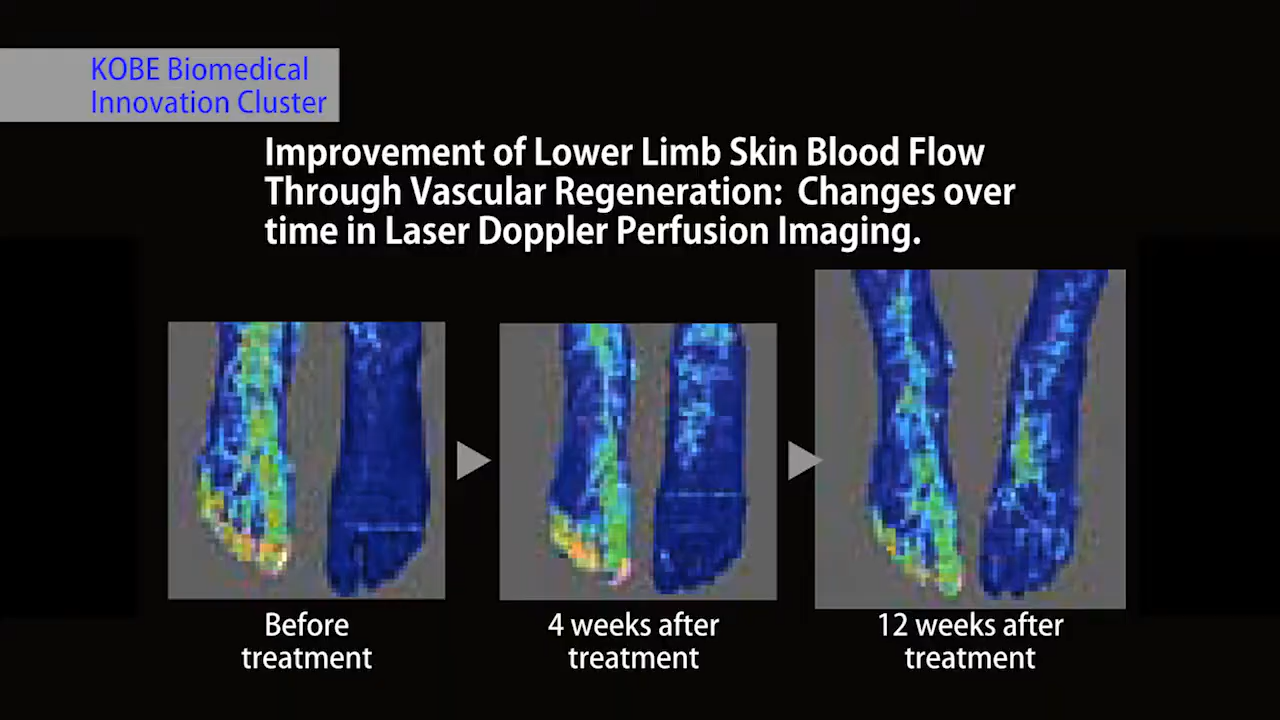 KOBE Biomedical
Innovation Cluster
Improvement of Lower Limb Skin Blood Flow
Through Vascular Regeneration: Changes over
time in Laser Doppler Perfusion Imaging.
Before
treatment
4 weeks after
treatment
12 weeks after
treatment